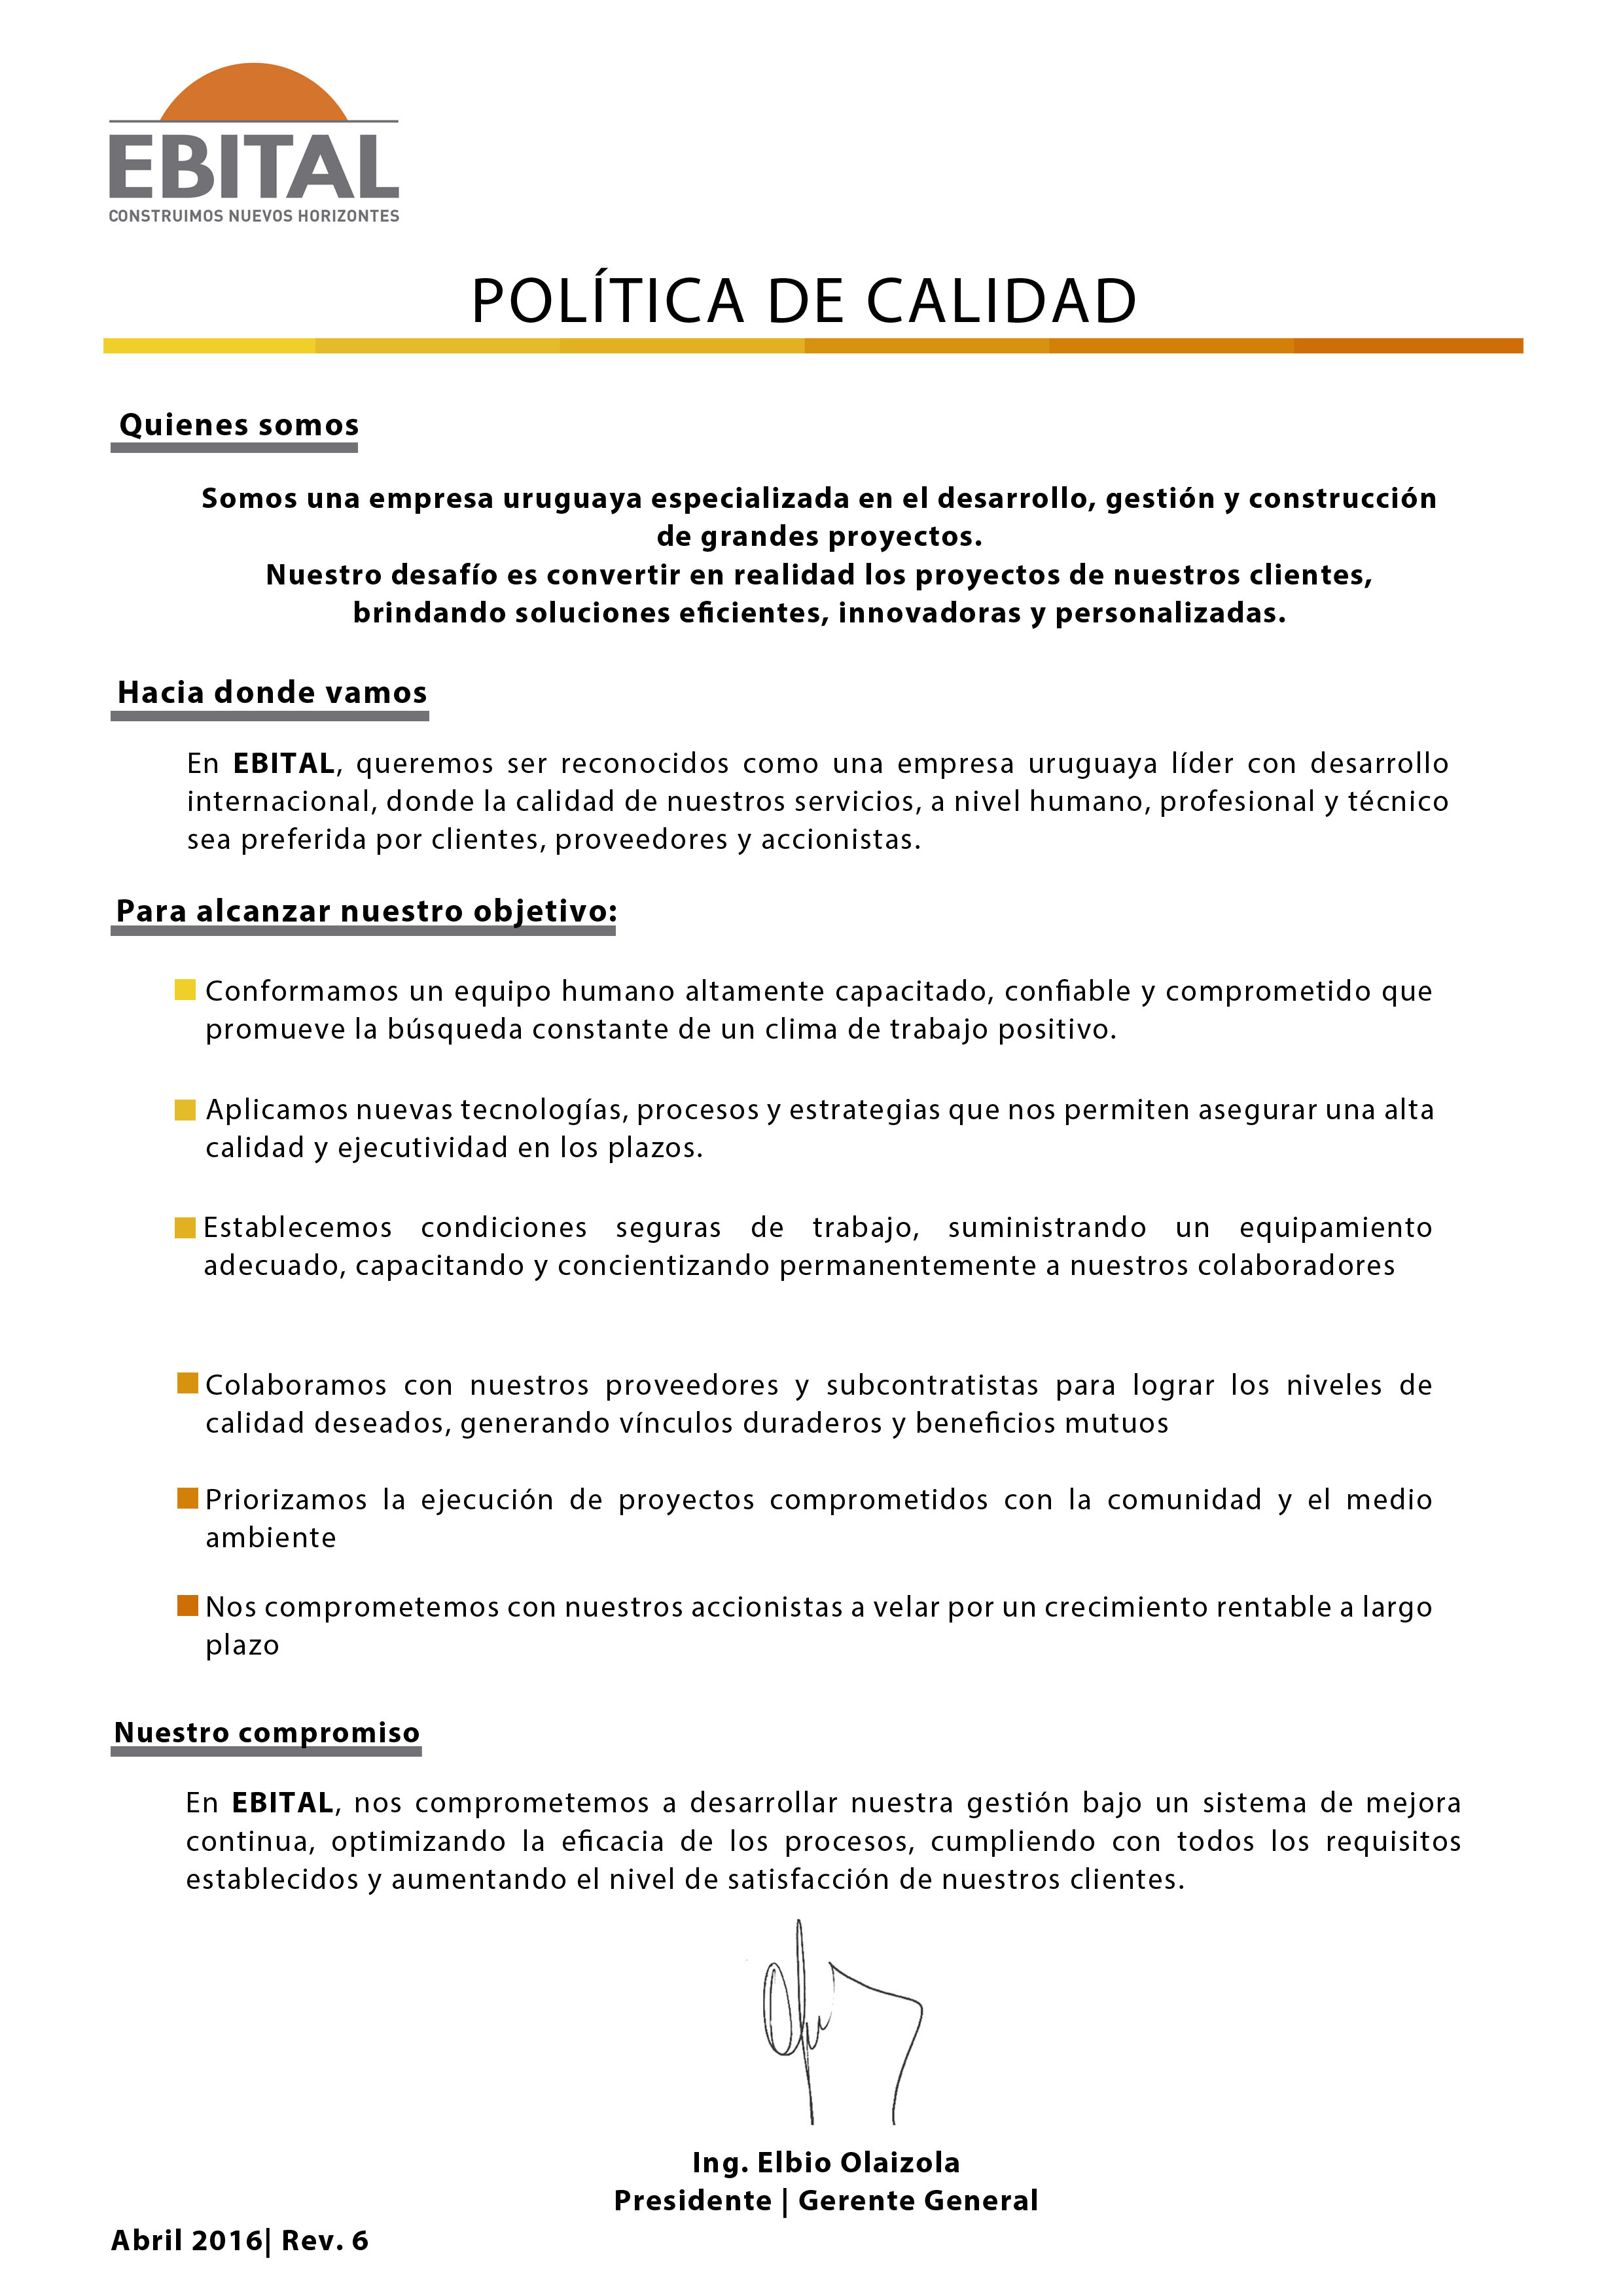 EBITAL
CONSTRUIMOS NUEVOS HORIZONTES
POLÍTICA DE CALIDAD
Quienes somos
Somos una empresa uruguaya especializada en el desarrollo, gestión y construcción
de grandes proyectos.
Nuestro desafío es convertir en realidad los proyectos de nuestros clientes,
brindando soluciones eficientes, innovadoras y personalizadas.
Hacia donde vamos
En EBITAL, queremos ser reconocidos como una empresa uruguaya líder con desarrollo
internacional, donde la calidad de nuestros servicios, a nivel humano, profesional y técnico
sea preferida por clientes, proveedores y accionistas.
Para alcanzar nuestro objetivo:
Conformamos un equipo humano altamente capacitado, confiable y comprometido que
promueve la búsqueda constante de un clima de trabajo positivo.
Aplicamos nuevas tecnologías, procesos y estrategias que nos permiten asegurar una alta
calidad y ejecutividad en los plazos.
Establecemos condiciones seguras de trabajo, suministrando un equipamiento
adecuado, capacitando y concientizando permanentemente a nuestros colaboradores
Colaboramos con nuestros proveedores y subcontratistas para lograr los niveles de
calidad deseados, generando vínculos duraderos y beneficios mutuos
Priorizamos la ejecución de proyectos comprometidos con la comunidad y el medio
ambiente
Nos comprometemos con nuestros accionistas a velar por un crecimiento rentable a largo
plazo
Nuestro compromiso
En EBITAL, nos comprometemos a desarrollar nuestra gestión bajo un sistema de mejora
continua, optimizando la eficacia de los procesos, cumpliendo con todos los requisitos
establecidos y aumentando el nivel de satisfacción de nuestros clientes.
Ing. Elbio Olaizola
Presidente | Gerente General
Abril 2016| Rev. 6